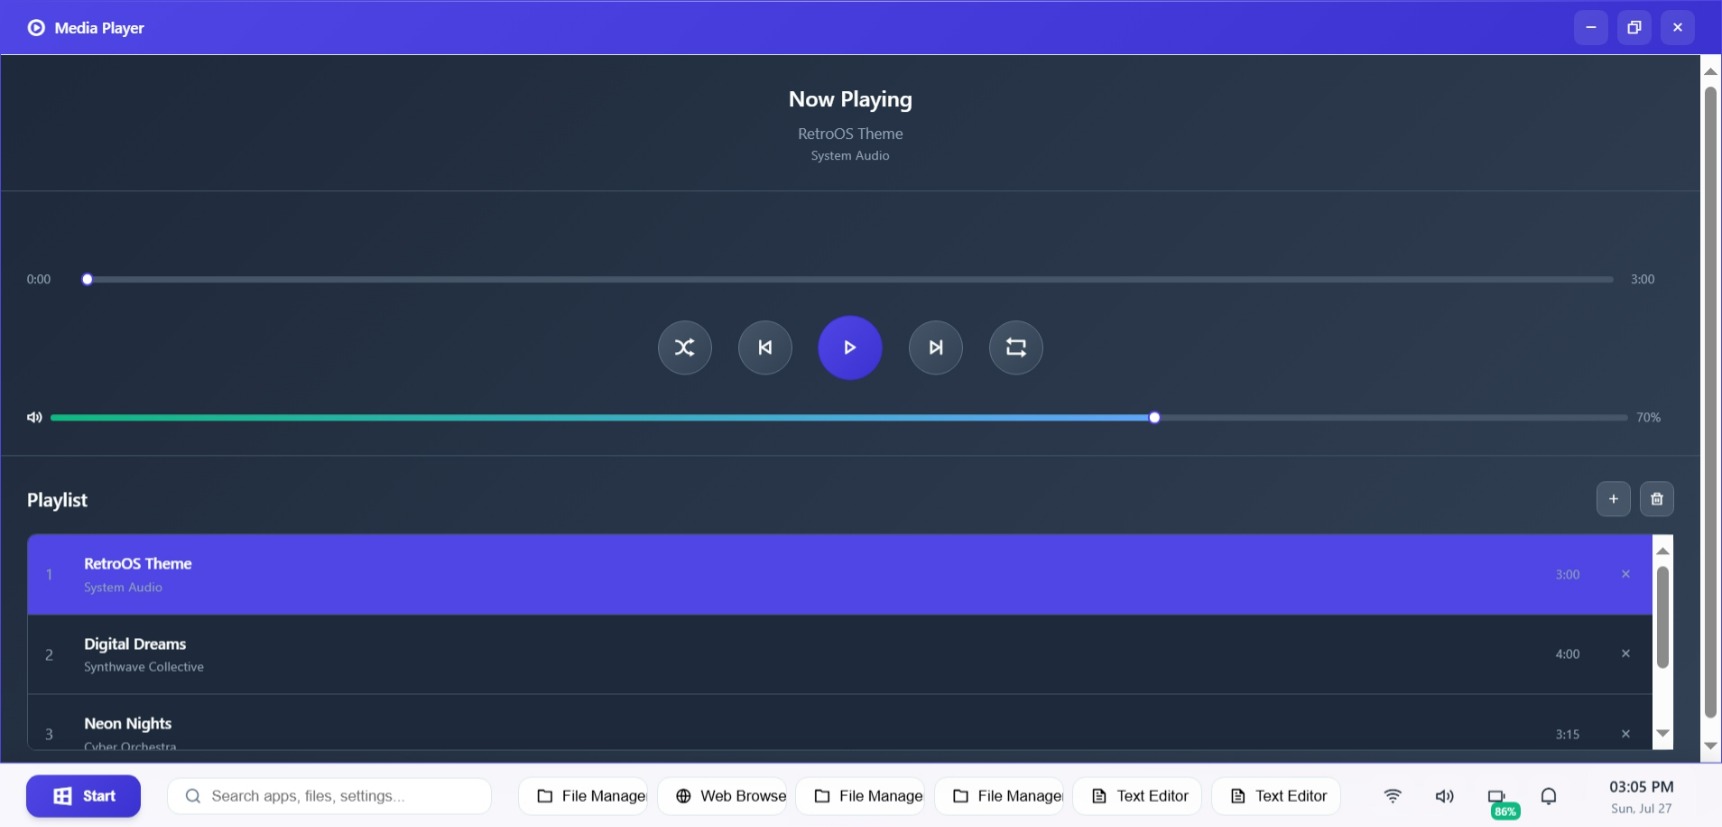 Media Player
Now Playing
RetroOS Theme
System Audio
0:00
3:00
70%
Playlist
1
RetroOS Theme
System Audio
3:00
2
Digital Dreams
Synthwave Collective
4:00
3
Neon Nights
Cyber Orchestra
3:15
Start
Search apps, files, settings...
File Manage
Web Browse
File Manage
File Manage
Text Editor
Text Editor
86%
03:05 PM
Sun, Jul 27